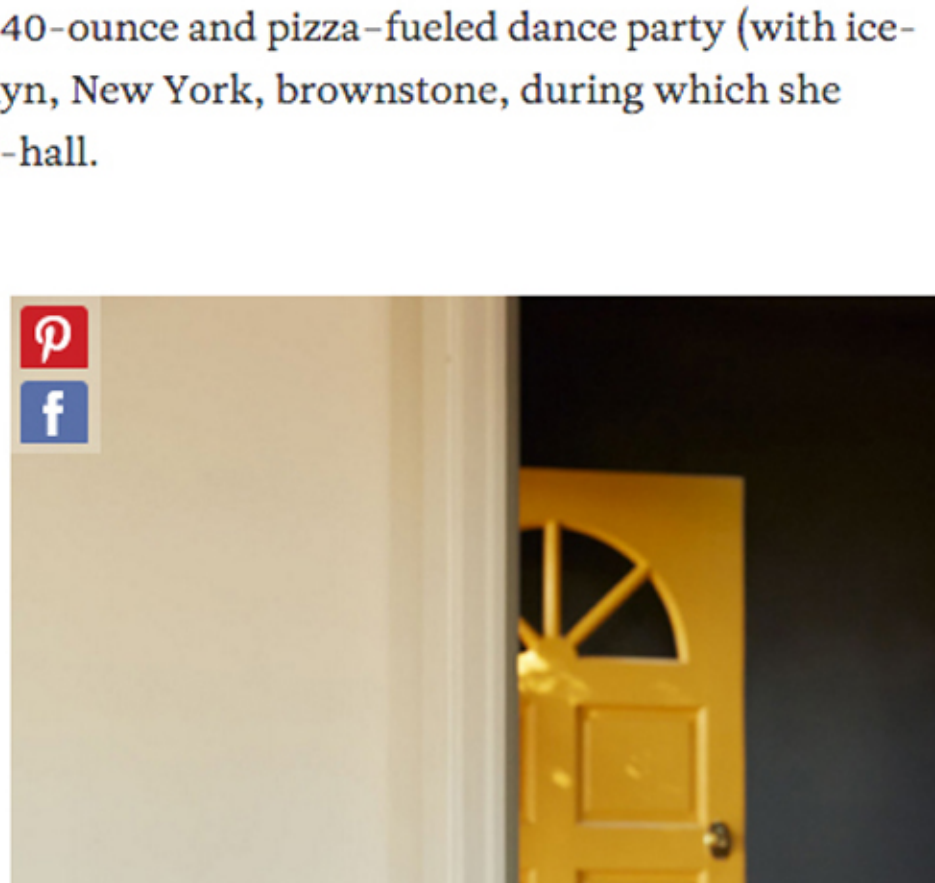 40-ounce and pizza-fueled dance party (with ice-
yn, New York, brownstone, during which she
-hall.